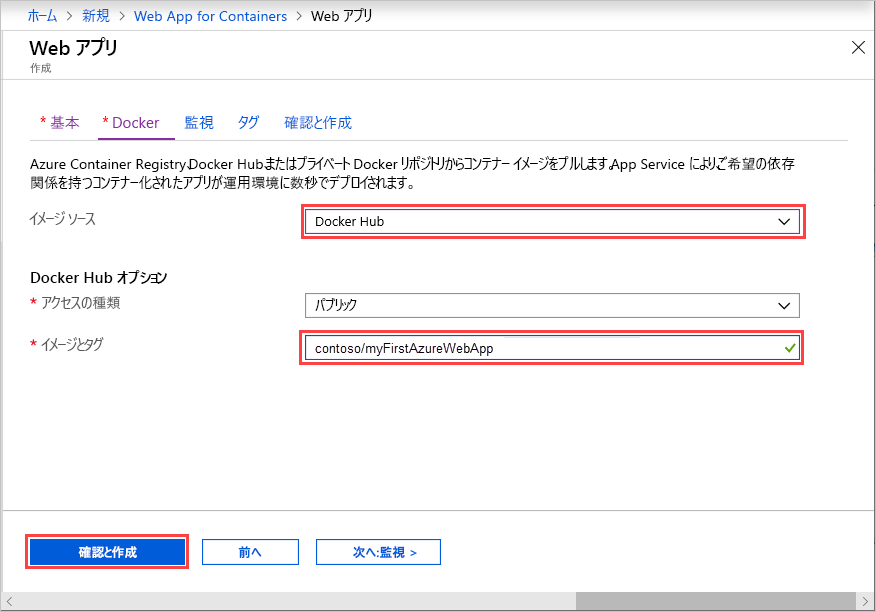 ホーム > 新規 > Web App for Containers > Web アプリ
Web アプリ
作成
* 基本 * Docker 監視 タグ 確認と作成
Azure Container Registry、Docker Hub、またはプライベート Docker リポジトリからコンテナー イメージをプルします。App Service により、ご希望の依存
関係を持つコンテナー化されたアプリが運用環境に数秒でデプロイされます。
イメージ ソース
Docker Hub
Docker Hub オプション
* アクセスの種類
パブリック
* イメージとタグ
contoso/myFirstAzureWebApp
確認と作成 前へ 次へ:監視 >